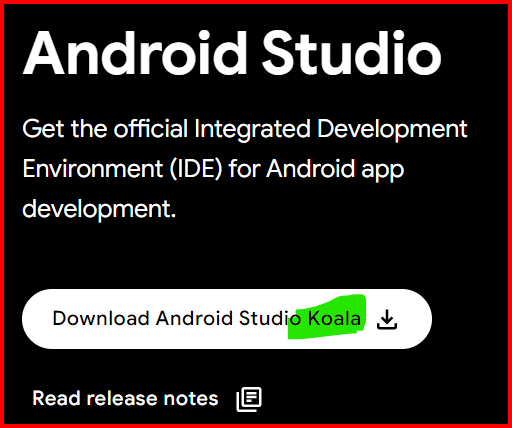 Android Studio
Get the official Integrated Development
Environment (IDE) for Android app
development.
Download Android Studio Koala
Read release notes